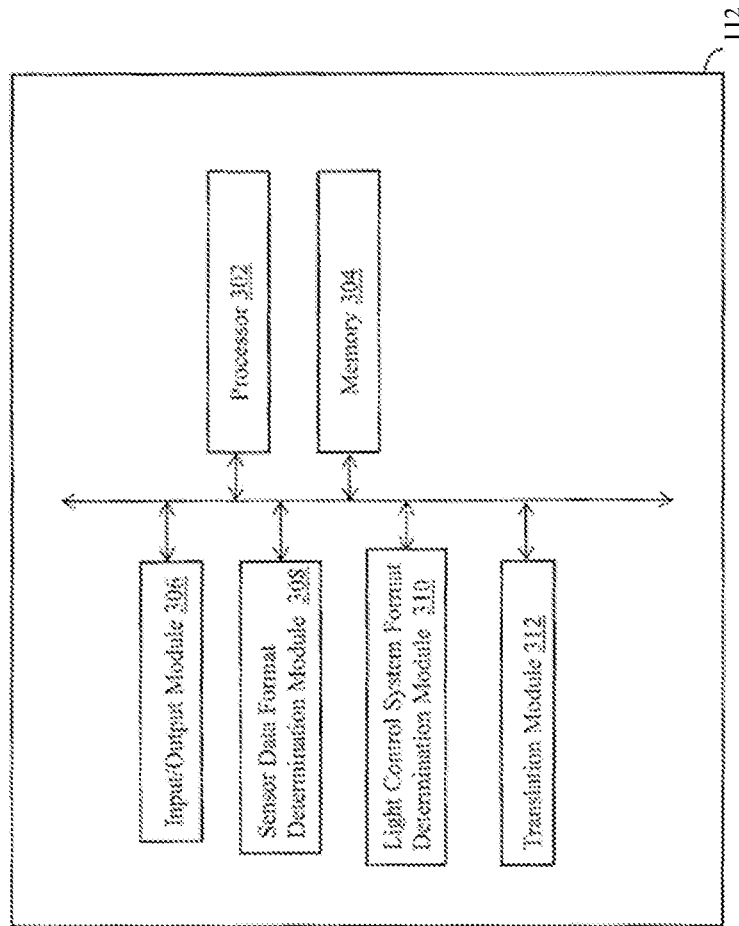 Input/Output Module 306
Sensor Data Format
Determination Module 308
Light Control System Format
Determination Module 310
Translation Module 312
Processor 302
Memory 304
112